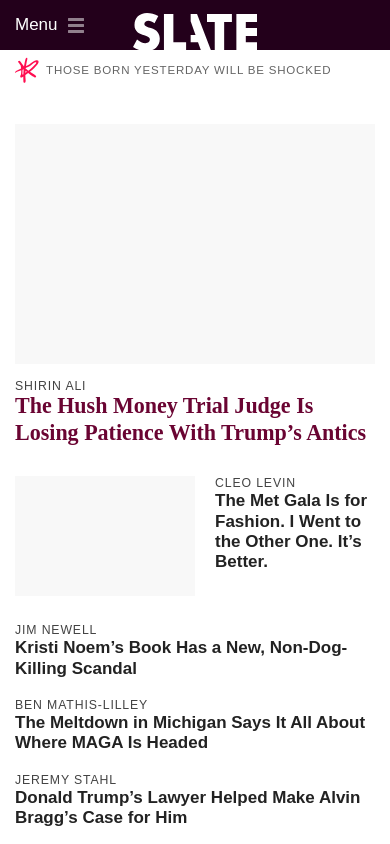 Menu
SLATE
THOSE BORN YESTERDAY WILL BE SHOCKED
SHIRIN ALI
The Hush Money Trial Judge Is
Losing Patience With Trump’s Antics
CLEO LEVIN
The Met Gala Is for
Fashion. I Went to
the Other One. It’s
Better.
JIM NEWELL
Kristi Noem’s Book Has a New, Non-Dog-
Killing Scandal
BEN MATHIS-LILLEY
The Meltdown in Michigan Says It All About
Where MAGA Is Headed
JEREMY STAHL
Donald Trump’s Lawyer Helped Make Alvin
Bragg’s Case for Him